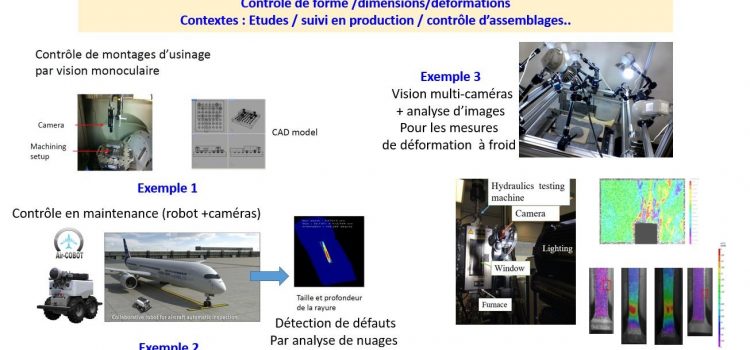 Contrôle de forme /dimensions/déformations
Contextes : Etudes / suivi en production / contrôle d'assemblages..
Contrôle de montages d'usinage
par vision monoculaire
Camera
Machining
setup
CAD model
Exemple 1
Contrôle en maintenance (robot +caméras)
Air-COBOT
Collaborative robot for aircraft automatic inspection
Taille et profondeur
de la rayure
Détection de défauts
Par analyse de nuages
Exemple 2
Exemple 3
Vision multi-caméras
+ analyse d'images
Pour les mesures
de déformation à froid
Hydraulics testing
machine
Camera
Lighting
Window
Furnace